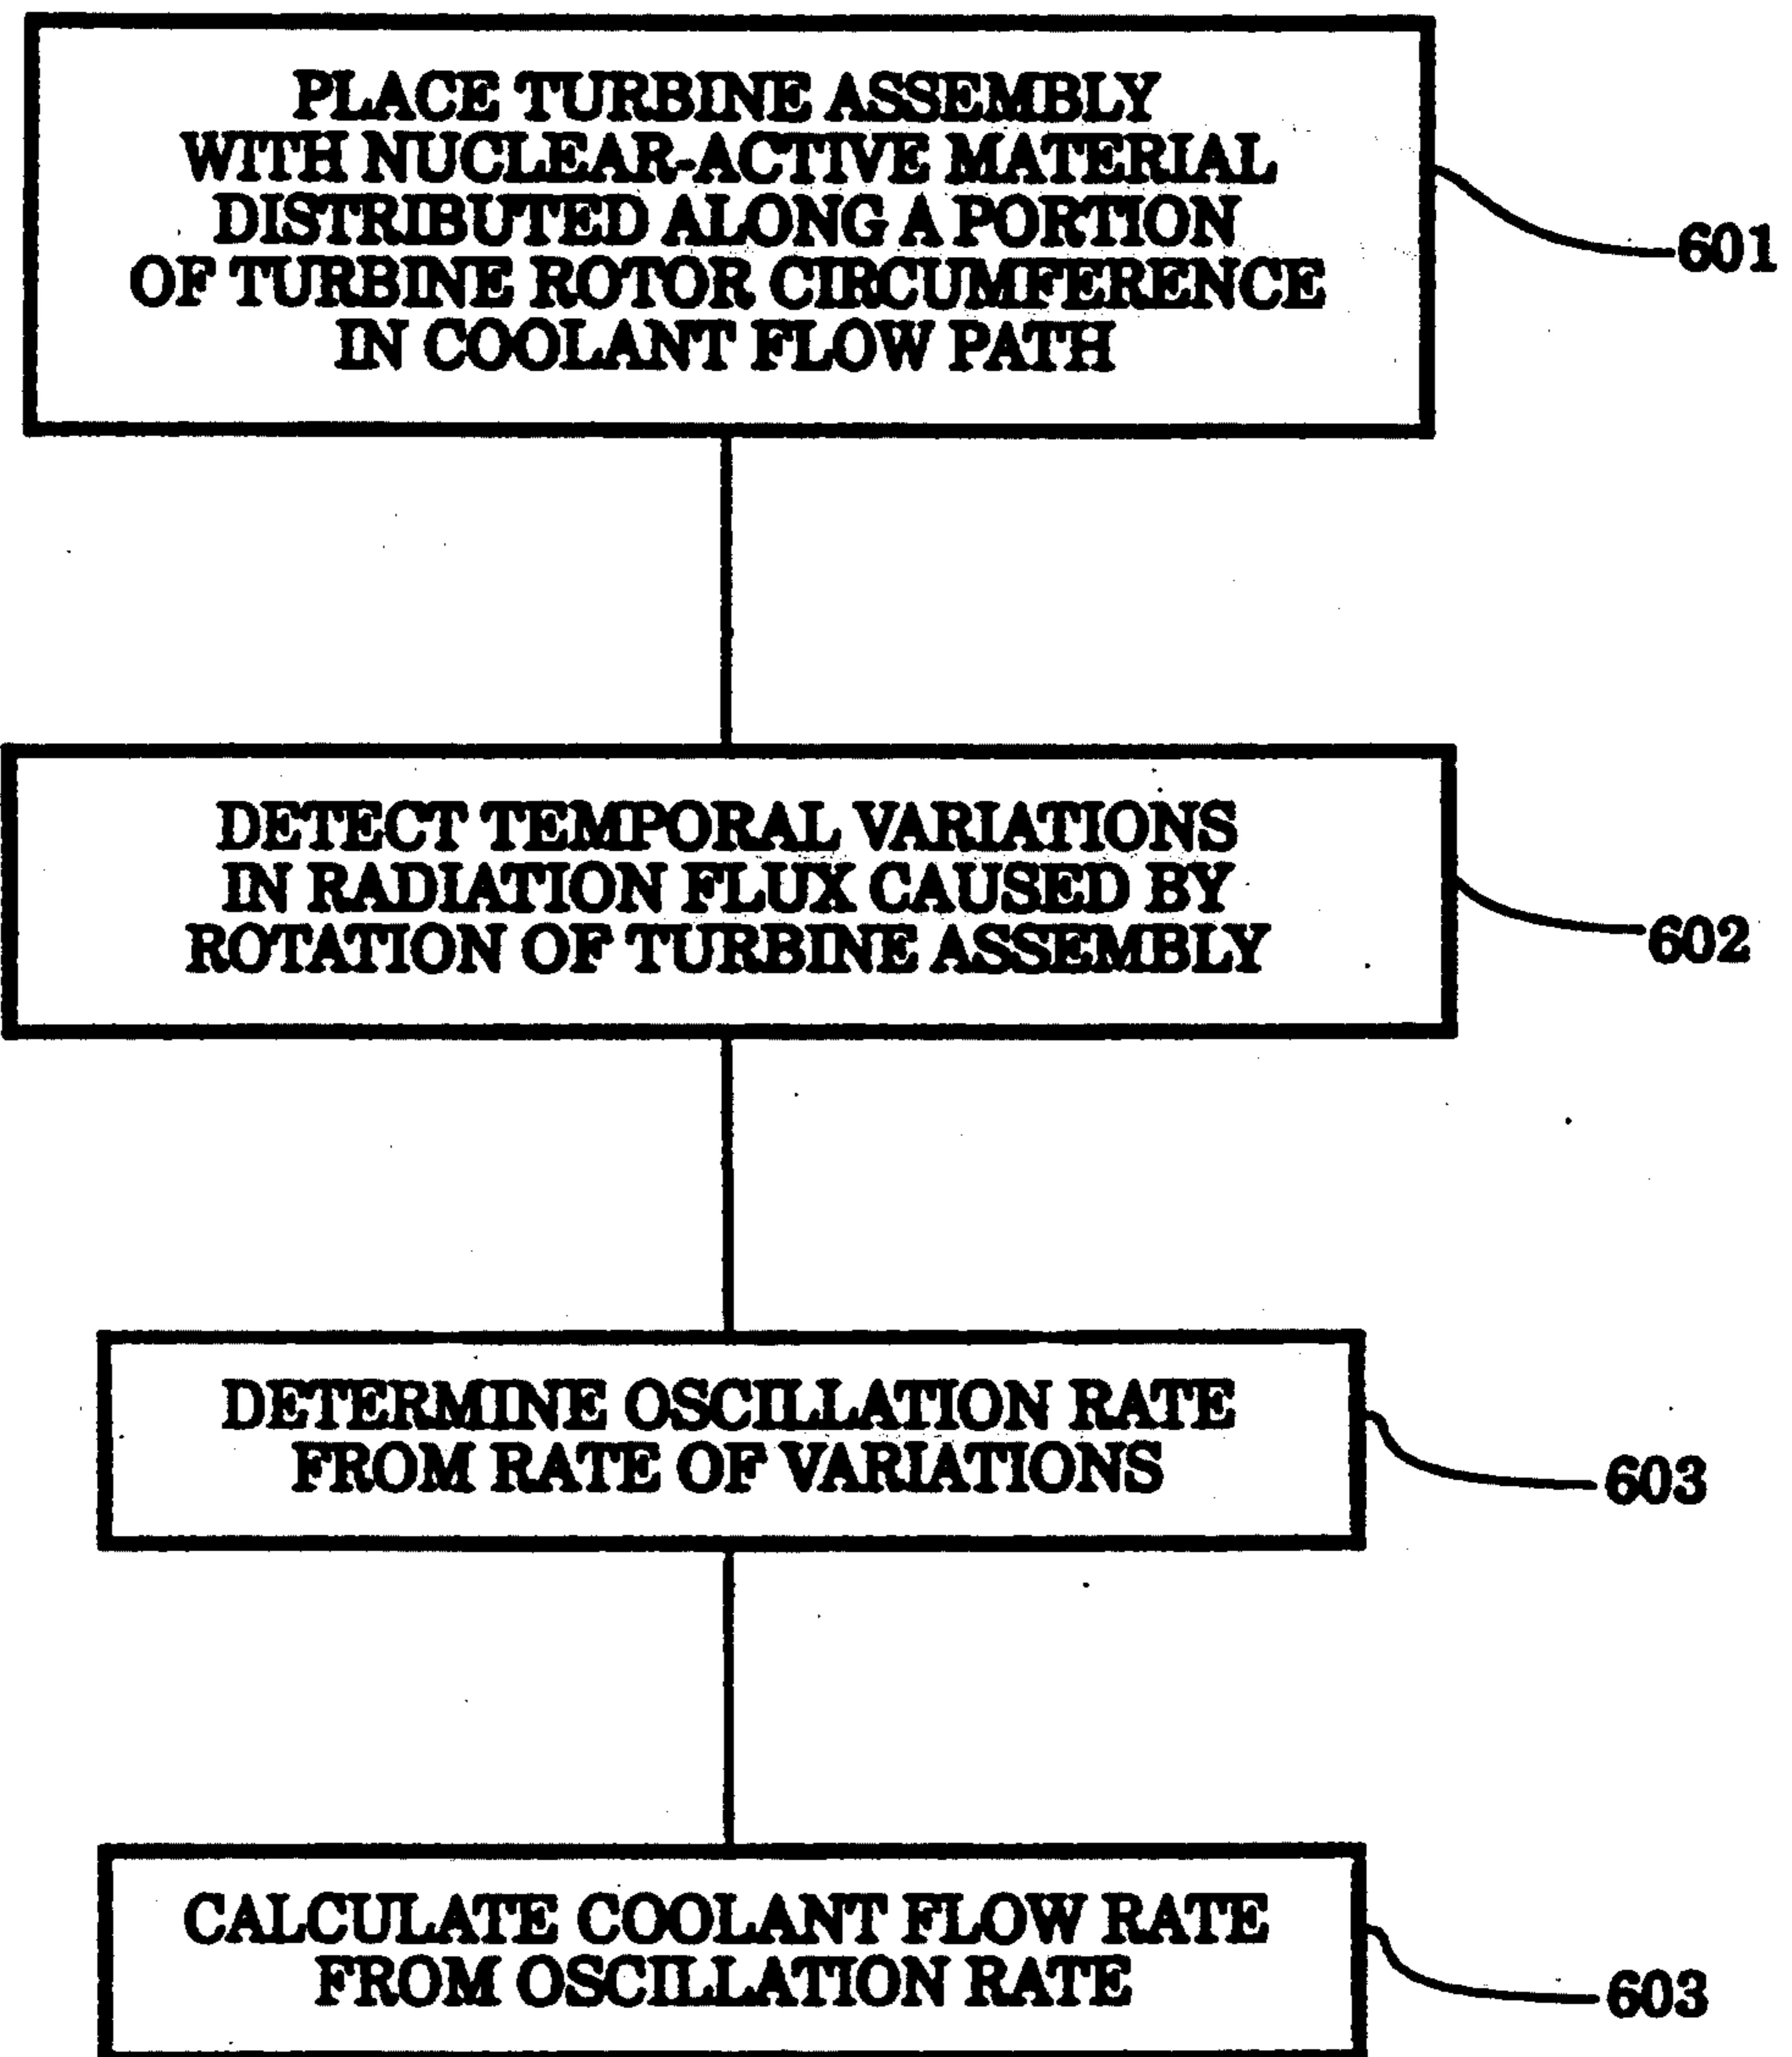 PLACE TURBINE ASSEMBLY
WITH NUCLEAR-ACTIVE MATERIAL
DISTRIBUTED ALONG A PORTION
OF TURBINE ROTOR CIRCUMFERENCE
IN COOLANT FLOW PATH
601
DETECT TEMPORAL VARIATIONS
IN RADIATION FLUX CAUSED BY
ROTATION OF TURBINE ASSEMBLY
602
DETERMINE OSCILLATION RATE
FROM RATE OF VARIATIONS
603
CALCULATE COOLANT FLOW RATE
FROM OSCILLATION RATE
603